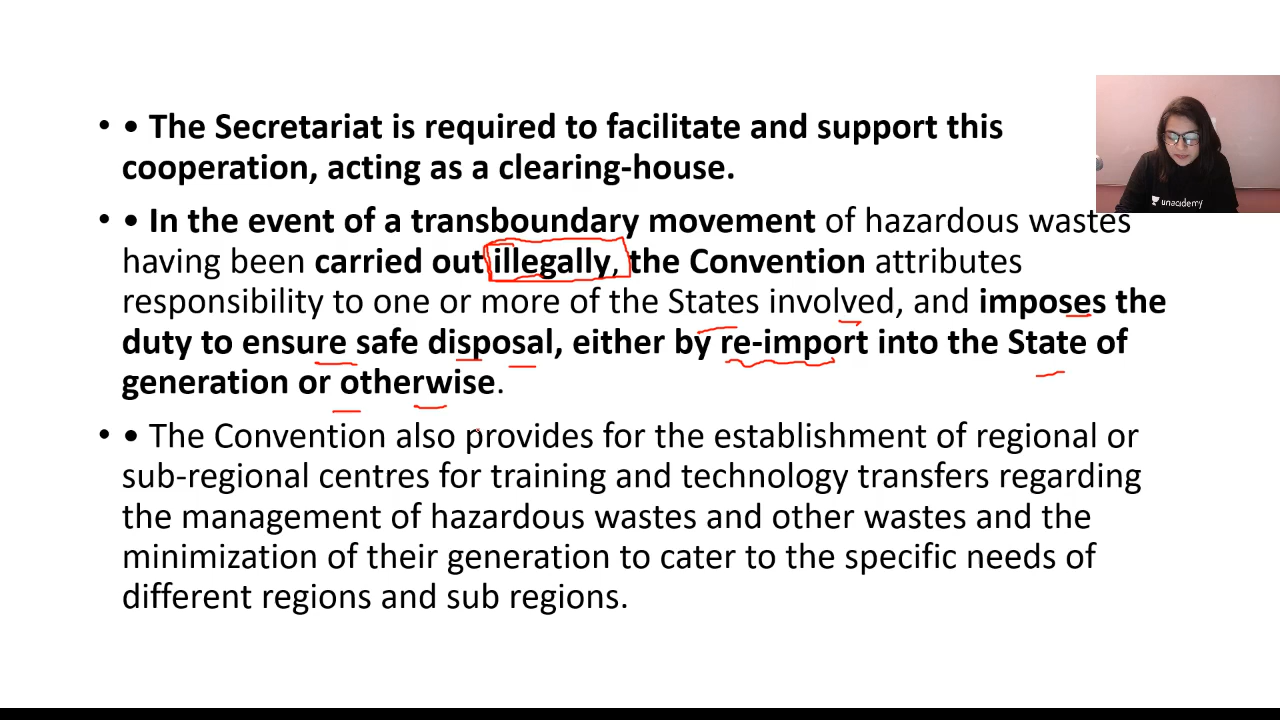 • • The Secretariat is required to facilitate and support this
cooperation, acting as a clearing-house.
• • In the event of a transboundary movement of hazardous wastes
having been carried out illegally, the Convention attributes
responsibility to one or more of the States involved, and imposes the
duty to ensure safe disposal, either by re-import into the State of
generation or otherwise.
• • The Convention also provides for the establishment of regional or
sub-regional centres for training and technology transfers regarding
the management of hazardous wastes and other wastes and the
minimization of their generation to cater to the specific needs of
different regions and sub regions.
unacademy